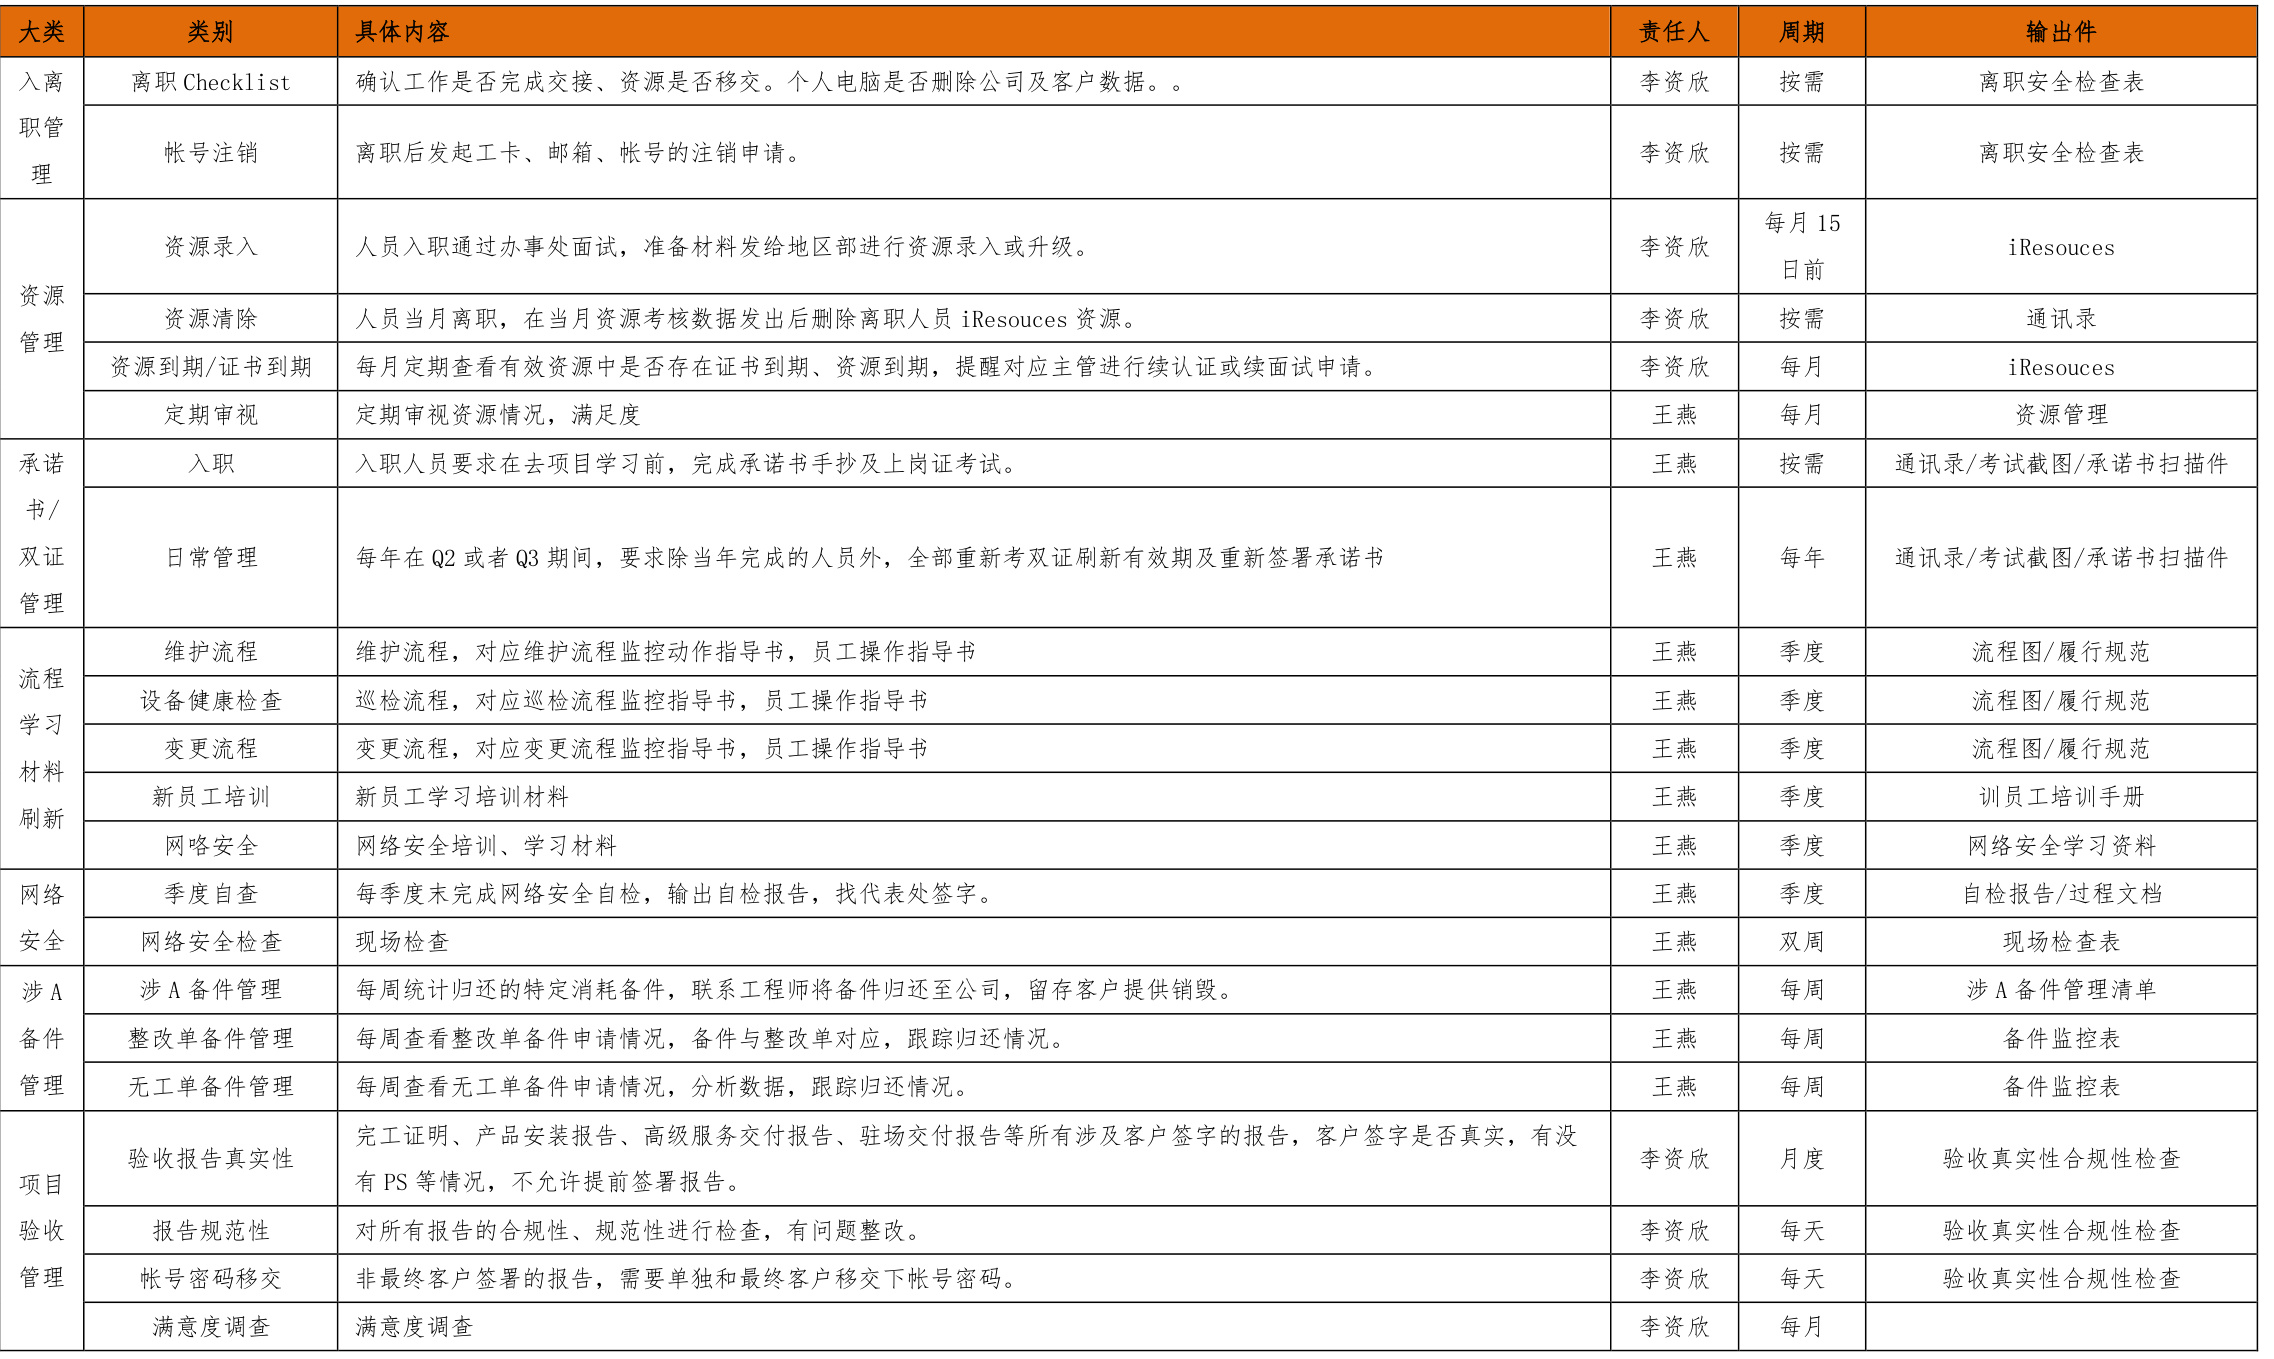 大类 类别 具体内容 责任人 周期 输出件
入离职管理 离职 Checklist 确认工作是否完成交接、资源是否移交。个人电脑是否删除公司及客户数据。。 李资欣 按需 离职安全检查表
帐号注销 离职后发起工卡、邮箱、帐号的注销申请。 李资欣 按需 离职安全检查表
资源管理 资源录入 人员入职通过办事处面试，准备材料发给地区部进行资源录入或升级。 李资欣 每月 15 日前 iResouces
资源清除 人员当月离职，在当月资源考核数据发出后删除离职人员 iResouces 资源。 李资欣 按需 通讯录
资源到期/证书到期 每月定期查看有效资源中是否存在证书到期、资源到期，提醒对应主管进行续认证或续面试申请。 李资欣 每月 iResouces
定期审视 定期审视资源情况，满足度 王燕 每月 资源管理
承诺书/双证管理 入职 入职人员要求在去项目学习前，完成承诺书手抄及上岗证考试。 王燕 按需 通讯录/考试截图/承诺书扫描件
日常管理 每年在 Q2 或者 Q3 期间，要求除当年完成的人员外，全部重新考双证刷新有效期及重新签署承诺书 王燕 每年 通讯录/考试截图/承诺书扫描件
流程学习材料刷新 维护流程 维护流程，对应维护流程监控动作指导书，员工操作指导书 王燕 季度 流程图/履行规范
设备健康检查 巡检流程，对应巡检流程监控指导书，员工操作指导书 王燕 季度 流程图/履行规范
变更流程 变更流程，对应变更流程监控指导书，员工操作指导书 王燕 季度 流程图/履行规范
新员工培训 新员工学习培训材料 王燕 季度 训员工培训手册
网咯安全 网络安全培训、学习材料 王燕 季度 网络安全学习资料
网络安全 季度自查 每季度末完成网络安全自检，输出自检报告，找代表处签字。 王燕 季度 自检报告/过程文档
网络安全检查 现场检查 王燕 双周 现场检查表
涉 A 备件管理 涉 A 备件管理 每周统计归还的特定消耗备件，联系工程师将备件归还至公司，留存客户提供销毁。 王燕 每周 涉 A 备件管理清单
整改单备件管理 每周查看整改单备件申请情况，备件与整改单对应，跟踪归还情况。 王燕 每周 备件监控表
无工单备件管理 每周查看无工单备件申请情况，分析数据，跟踪归还情况。 王燕 每周 备件监控表
项目验收管理 验收报告真实性 完工证明、产品安装报告、高级服务交付报告、驻场交付报告等所有涉及客户签字的报告，客户签字是否真实，有没
有 PS 等情况，不允许提前签署报告。 李资欣 月度 验收真实性合规性检查
报告规范性 对所有报告的合规性、规范性进行检查，有问题整改。 李资欣 每天 验收真实性合规性检查
帐号密码移交 非最终客户签署的报告，需要单独和最终客户移交下帐号密码。 李资欣 每天 验收真实性合规性检查
满意度调查 满意度调查 李资欣 每月